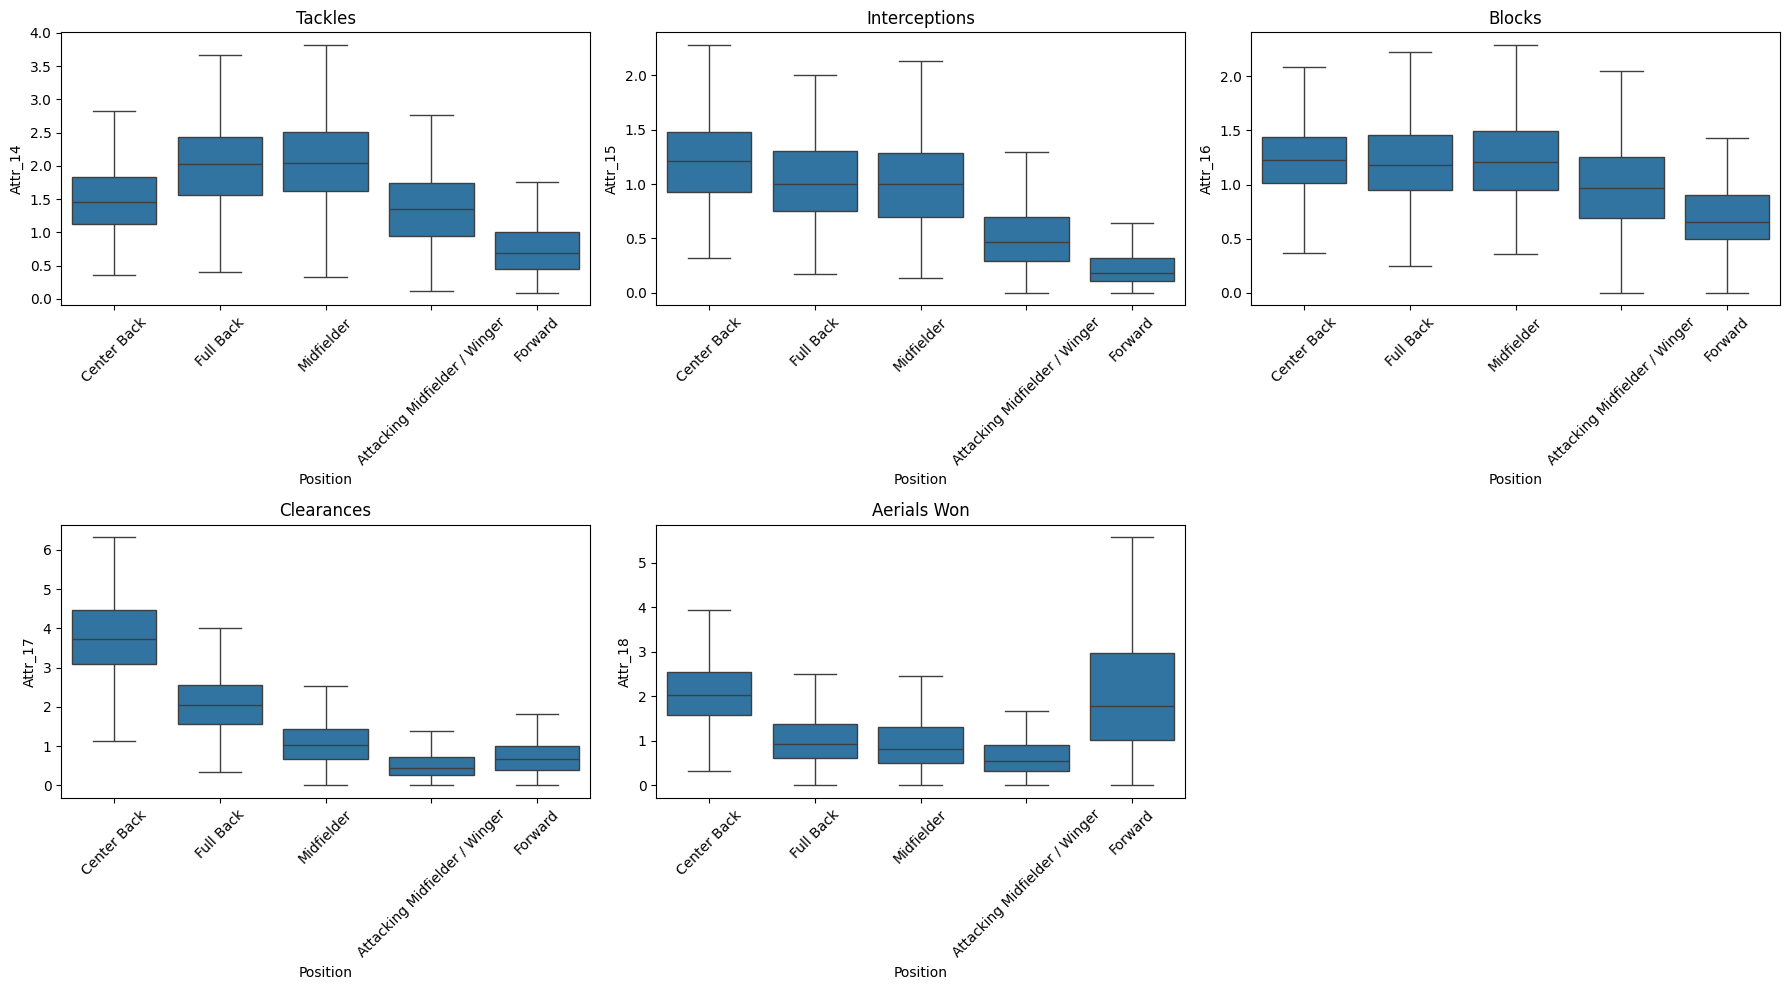 Tackles
Attr_14
4.0
3.5
3.0
2.5
2.0
1.5
1.0
0.5
0.0
Center Back
Full Back
Midfielder
Attacking Midfielder / Winger
Forward
Position
Interceptions
Attr_15
2.0
1.5
1.0
0.5
0.0
Center Back
Full Back
Midfielder
Attacking Midfielder / Winger
Forward
Position
Blocks
Attr_16
2.0
1.5
1.0
0.5
0.0
Center Back
Full Back
Midfielder
Attacking Midfielder / Winger
Forward
Position
Clearances
Attr_17
6
5
4
3
2
1
0
Center Back
Full Back
Midfielder
Attacking Midfielder / Winger
Forward
Position
Aerials Won
Attr_18
5
4
3
2
1
0
Center Back
Full Back
Midfielder
Attacking Midfielder / Winger
Forward
Position